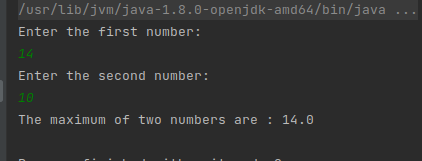 /usr/lib/jvm/java-1.8.0-openjdk-amd64/bin/java ...
Enter the first number:
14
Enter the second number:
10
The maximum of two numbers are : 14.0